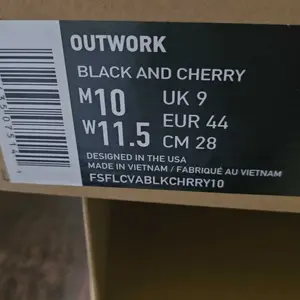 OUTWORK
BLACK AND CHERRY
M10 UK 9
W11.5 EUR 44
CM 28
DESIGNED IN THE USA
MADE IN VIETNAM / FABRIQUÉ AU VIETNAM
FSFLCVABLKCHRRY10